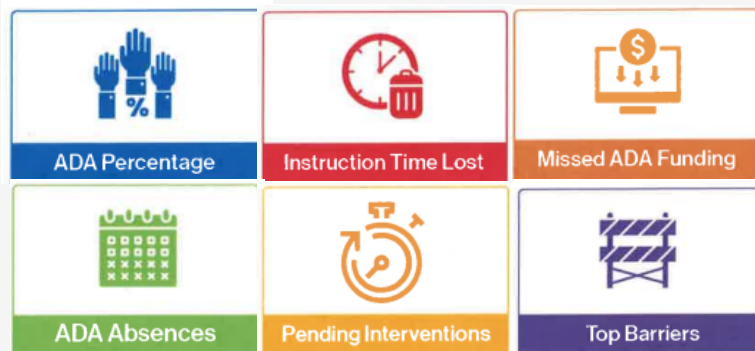 %
$
ADA Percentage
Instruction Time Lost
Missed ADA Funding
ADA Absences
Pending Interventions
Top Barriers